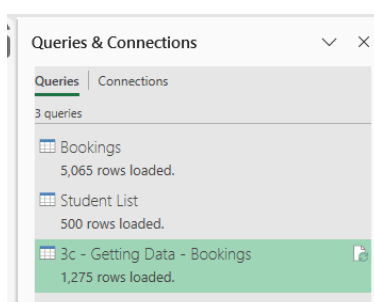 Queries & Connections
Queries | Connections
3 queries
Bookings
5,065 rows loaded.
Student List
500 rows loaded.
3c - Getting Data - Bookings
1,275 rows loaded.